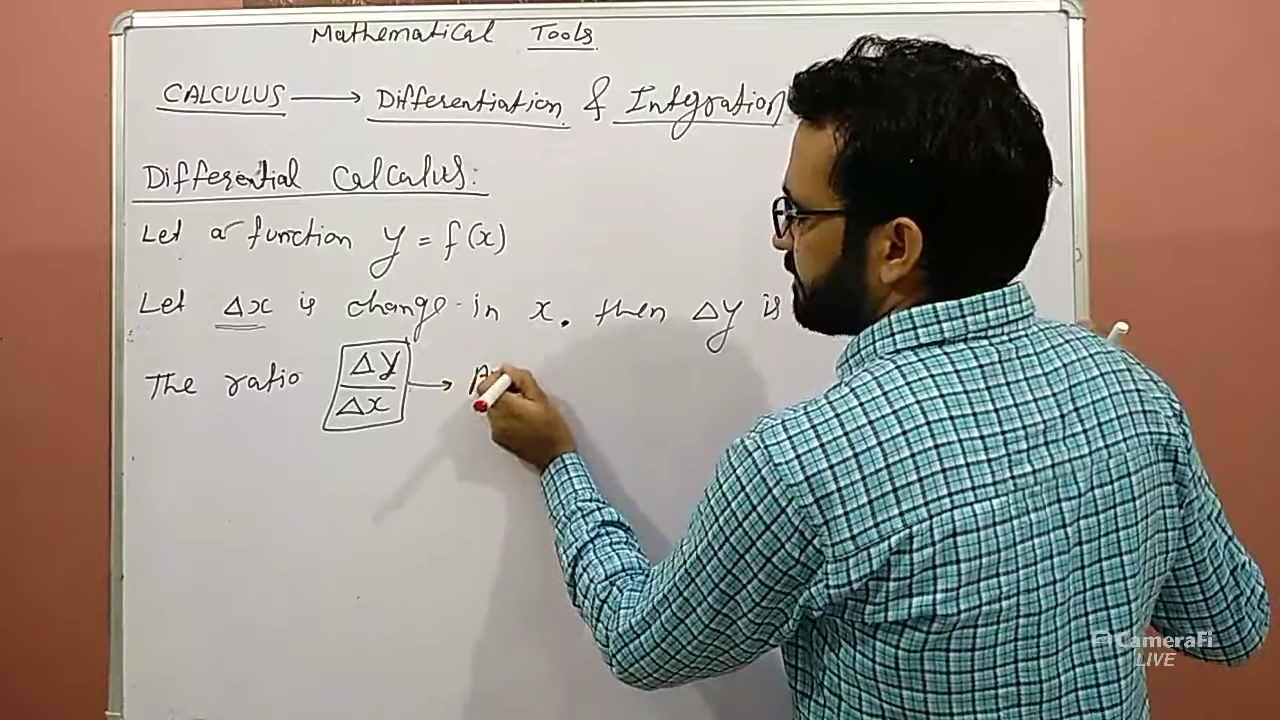 Mathematical Tools
CALCULUS → Differentiation & Integration
Differential Calculus:
Let a function y = f(x)
Let Δx is change in x. then Δy is
The ratio Δy/Δx →
CameraFi
LIVE